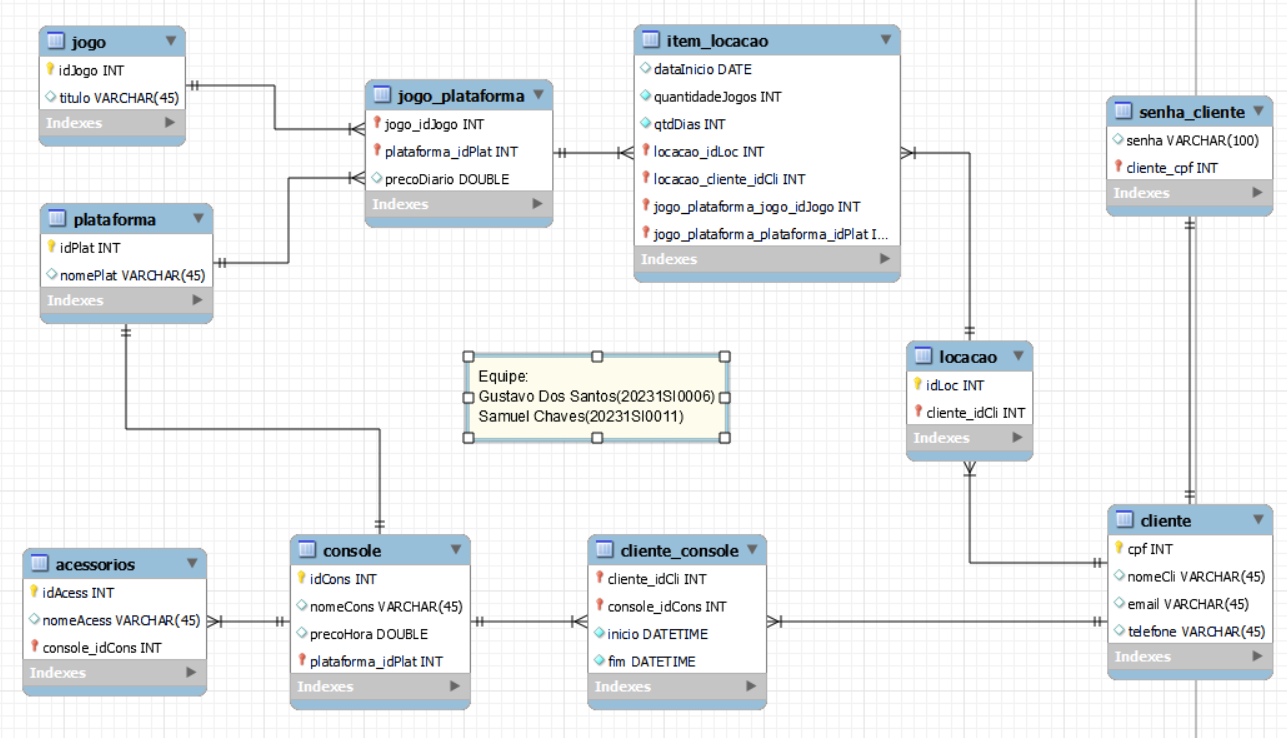 jogo
idJogo INT
titulo VARCHAR(45)
Indexes
jogo_plataforma
jogo_idJogo INT
plataforma_idPlat INT
precoDiario DOUBLE
Indexes
item_locacao
dataInicio DATE
quantidadeJogos INT
qtdDias INT
locacao_idLoc INT
locacao_cliente_idCli INT
jogo_plataforma_jogo_idJogo INT
jogo_plataforma_plataforma_idPlat I...
Indexes
senha_cliente
senha VARCHAR(100)
cliente_cpf INT
Indexes
plataforma
idPlat INT
nomePlat VARCHAR(45)
Indexes
Equipe:
Gustavo Dos Santos(20231SI0006)
Samuel Chaves(20231SI0011)
locacao
idLoc INT
cliente_idCli INT
Indexes
acessorios
idAcess INT
nomeAcess VARCHAR(45)
console_idCons INT
Indexes
console
idCons INT
nomeCons VARCHAR(45)
precoHora DOUBLE
plataforma_idPlat INT
Indexes
cliente_console
cliente_idCli INT
console_idCons INT
inicio DATETIME
fim DATETIME
Indexes
cliente
cpf INT
nomeCli VARCHAR(45)
email VARCHAR(45)
telefone VARCHAR(45)
Indexes